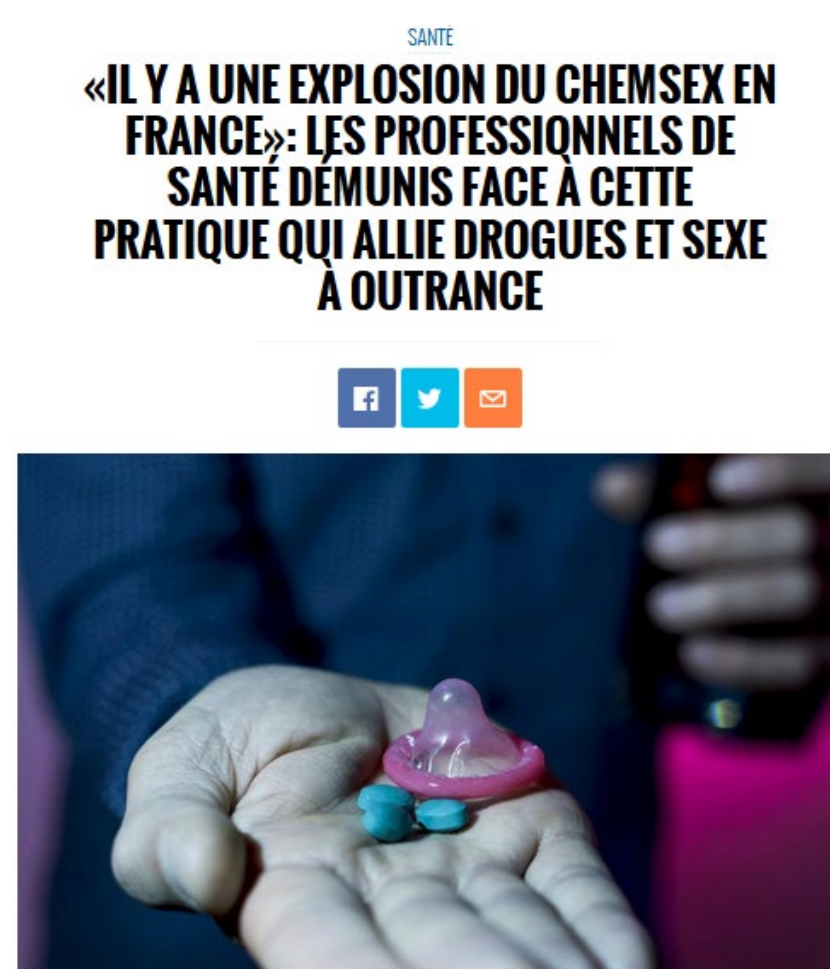 SANTÉ
«IL Y A UNE EXPLOSION DU CHEMSEX EN
FRANCE»: LES PROFESSIONNELS DE
SANTÉ DÉMUNIS FACE À CETTE
PRATIQUE QUI ALLIE DROGUES ET SEXE
À OUTRANCE